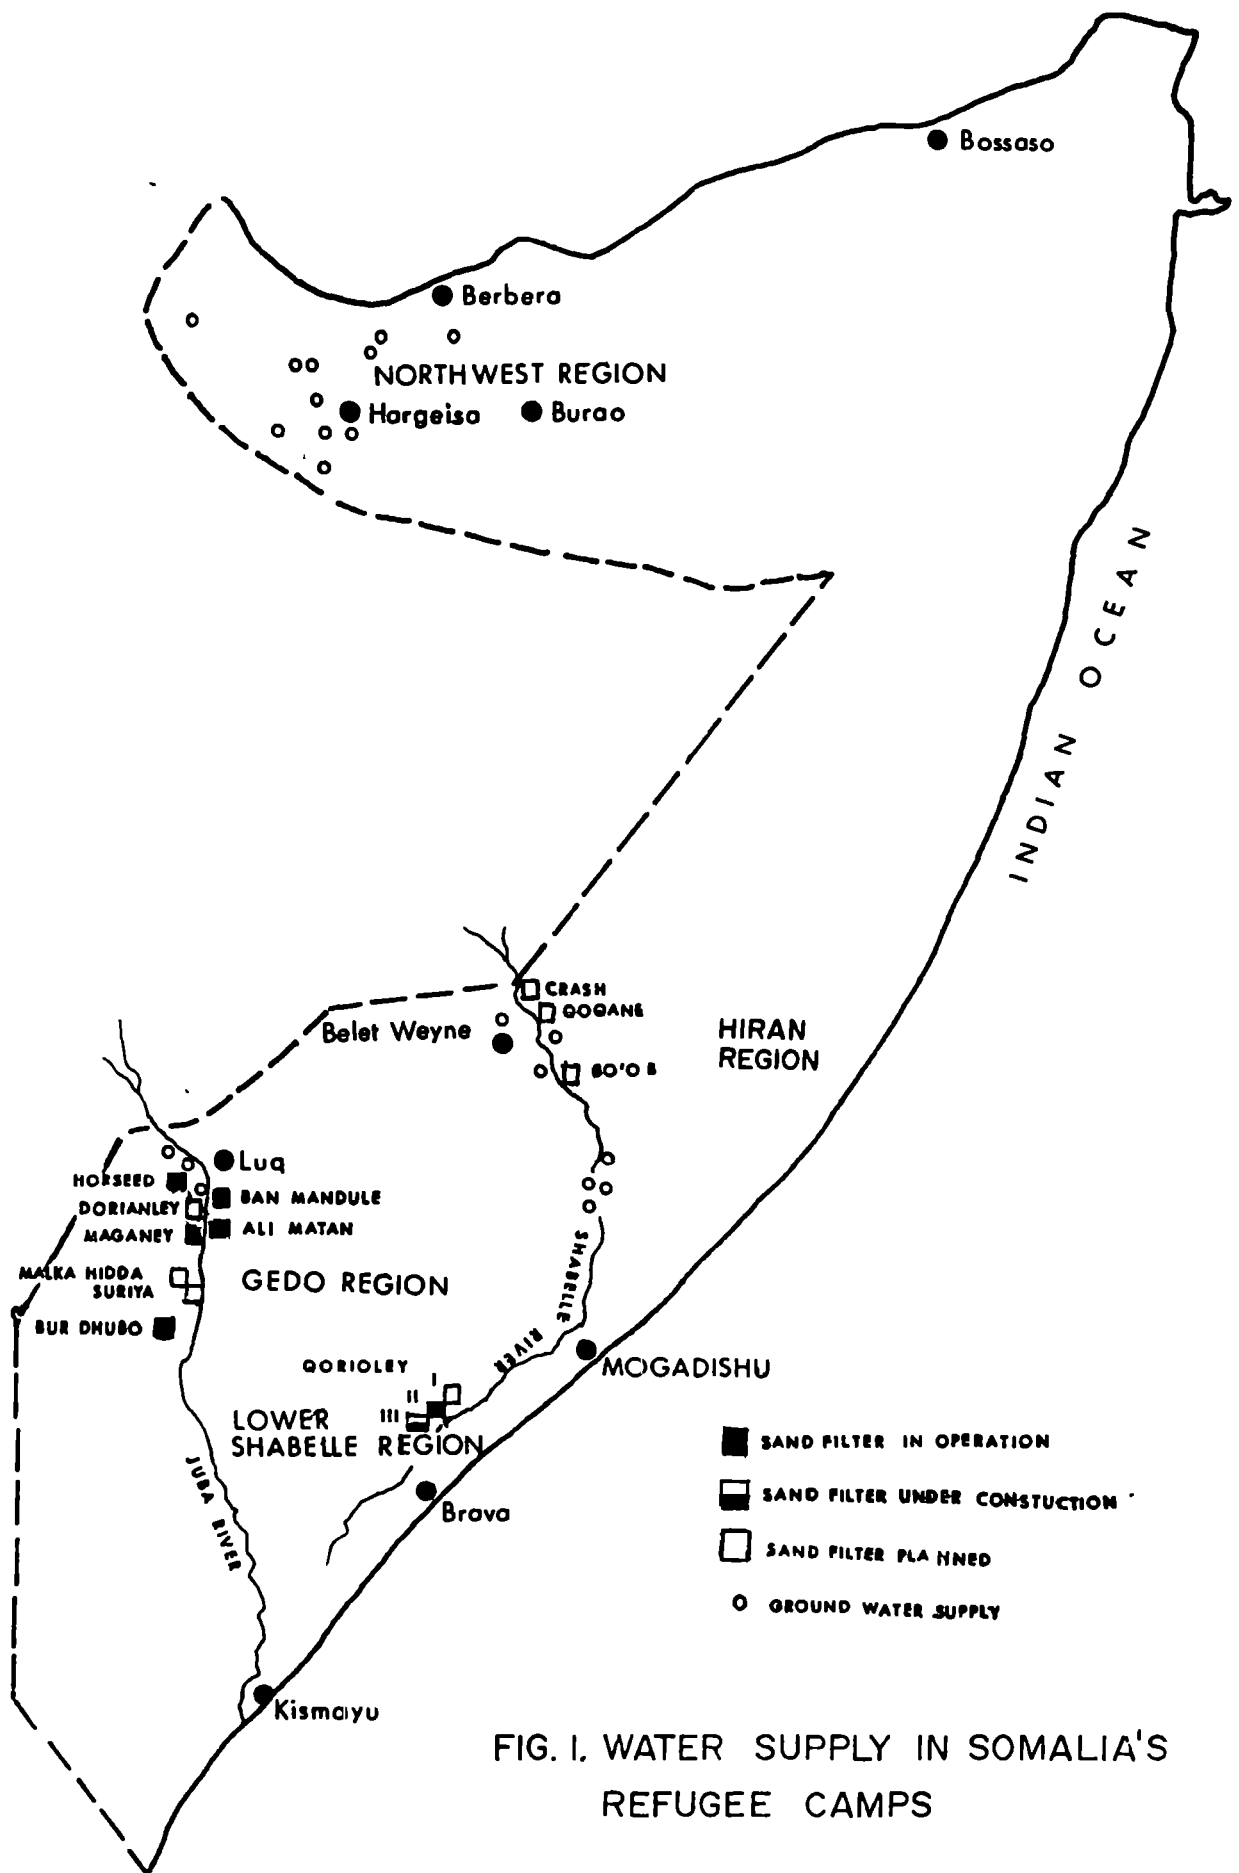 Bossaso
Berbera
NORTHWEST REGION
Hargeisa
Burao
INDIAN OCEAN
CRASH
QOQANE
Belet Weyne
HIRAN
REGION
BO'O B
Luq
HORSEED
BAN MANDULE
DORIANLEY
ALI MATAN
MAGANEY
MALKA HIDDA
SURIYA
GEDO REGION
BUR DHUBO
SHABELLE
RIVER
MOGADISHU
QORIOLEY
I
II
III
LOWER
SHABELLE REGION
JUBA RIVER
Brava
Kismayu
SAND FILTER IN OPERATION
SAND FILTER UNDER CONSTUCTION
SAND FILTER PLANNED
GROUND WATER SUPPLY
FIG. 1. WATER SUPPLY IN SOMALIA'S
REFUGEE CAMPS